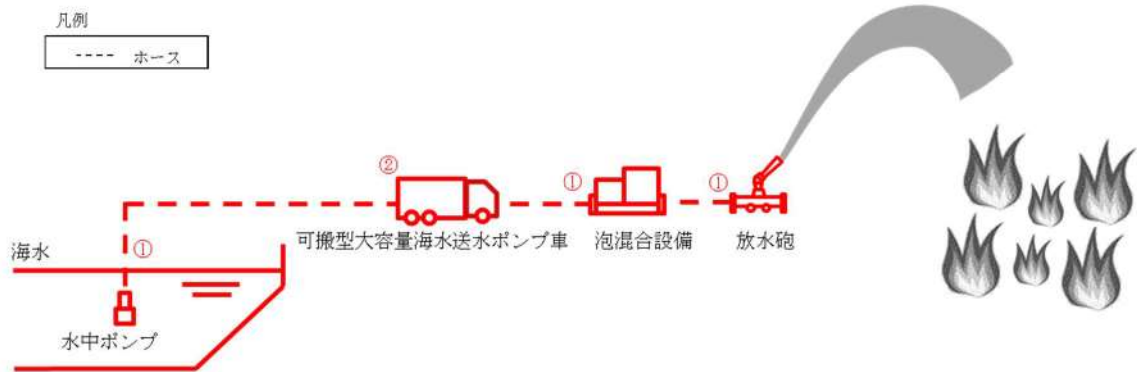 凡例
---- ホース
②
①
①
可搬型大容量海水送水ポンプ車
泡混合設備
放水砲
海水
①
水中ポンプ